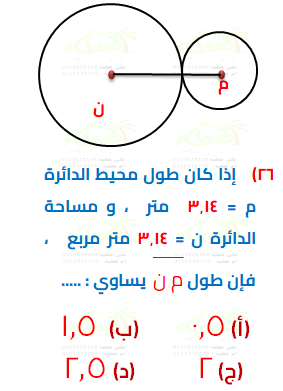 م
ن
٢٦) إذا كان طول محيط الدائرة
م = ٣,١٤ متر ، و مساحة
الدائرة ن = ٣,١٤ متر مربع ،
فإن طول م ن يساوي : .....
(أ) ٠,٥ (ب) ١,٥
(ج) ٢ (د) ٢,٥